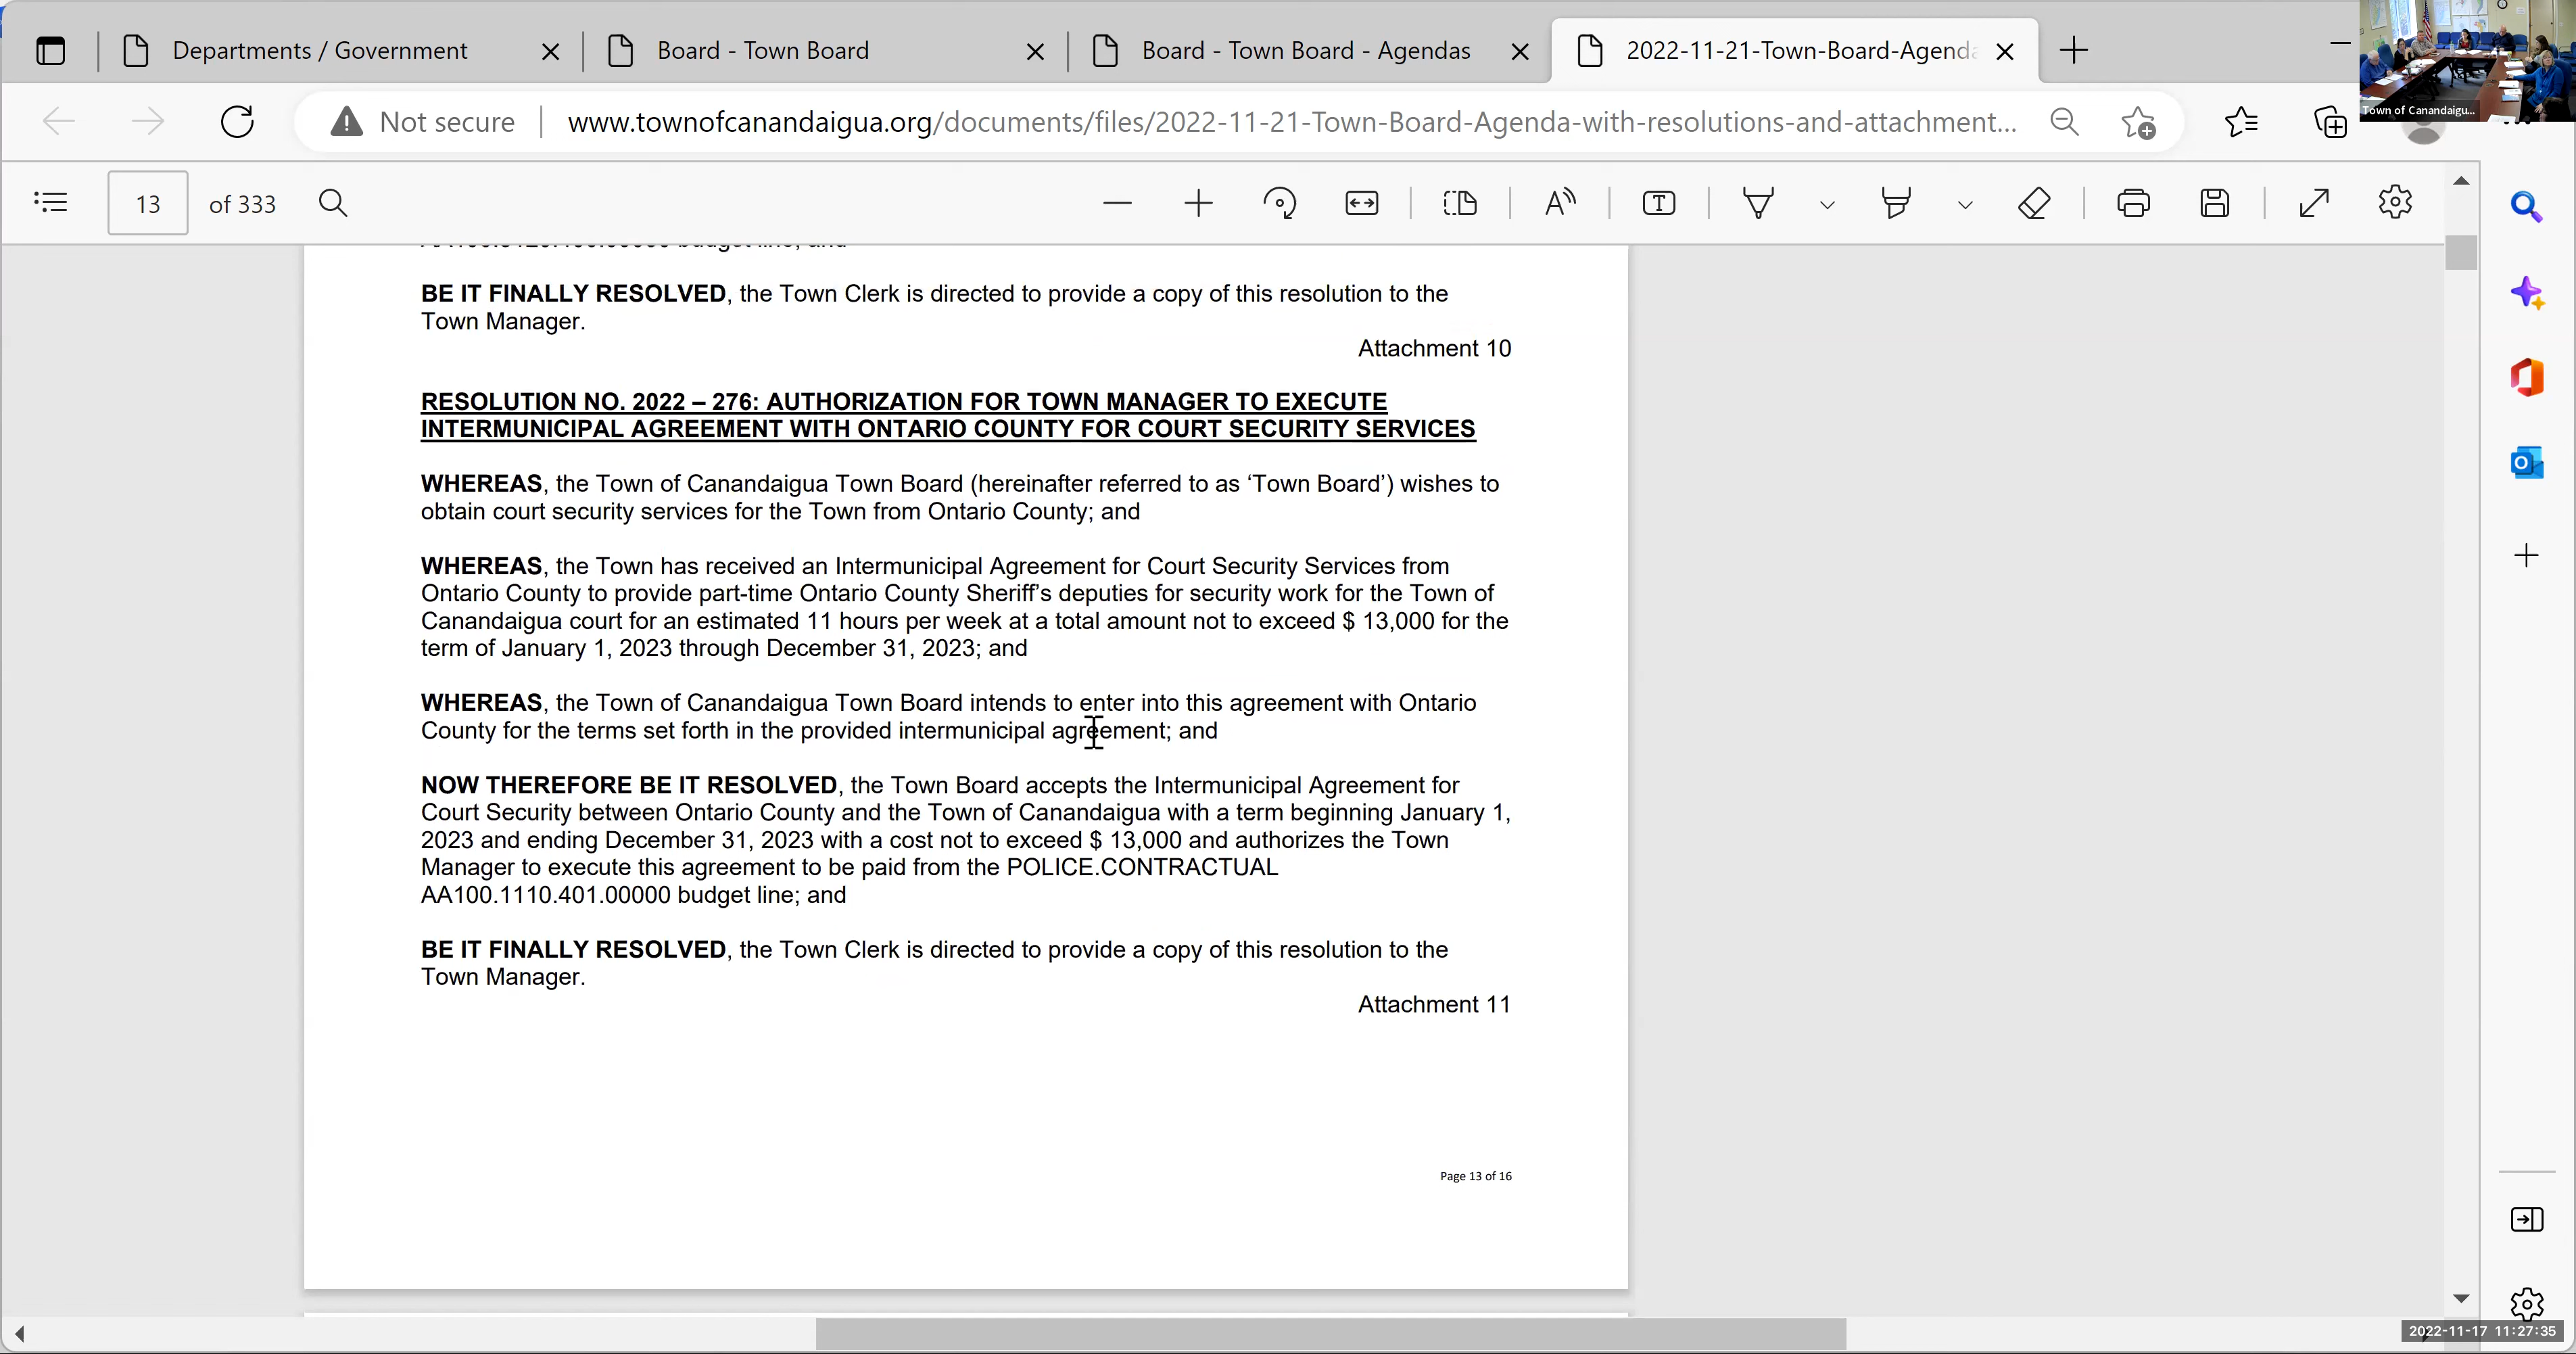 Departments / Government
Board - Town Board
Board - Town Board - Agendas
2022-11-21-Town-Board-Agenda
Town of Canandaigu...
Not secure
www.townofcanandaigua.org/documents/files/2022-11-21-Town-Board-Agenda-with-resolutions-and-attachment...
13 of 333
budget line, and
BE IT FINALLY RESOLVED, the Town Clerk is directed to provide a copy of this resolution to the
Town Manager.
Attachment 10
RESOLUTION NO. 2022 – 276: AUTHORIZATION FOR TOWN MANAGER TO EXECUTE
INTERMUNICIPAL AGREEMENT WITH ONTARIO COUNTY FOR COURT SECURITY SERVICES
WHEREAS, the Town of Canandaigua Town Board (hereinafter referred to as ‘Town Board’) wishes to
obtain court security services for the Town from Ontario County; and
WHEREAS, the Town has received an Intermunicipal Agreement for Court Security Services from
Ontario County to provide part-time Ontario County Sheriff’s deputies for security work for the Town of
Canandaigua court for an estimated 11 hours per week at a total amount not to exceed $ 13,000 for the
term of January 1, 2023 through December 31, 2023; and
WHEREAS, the Town of Canandaigua Town Board intends to enter into this agreement with Ontario
County for the terms set forth in the provided intermunicipal agreement; and
NOW THEREFORE BE IT RESOLVED, the Town Board accepts the Intermunicipal Agreement for
Court Security between Ontario County and the Town of Canandaigua with a term beginning January 1,
2023 and ending December 31, 2023 with a cost not to exceed $ 13,000 and authorizes the Town
Manager to execute this agreement to be paid from the POLICE.CONTRACTUAL
AA100.1110.401.00000 budget line; and
BE IT FINALLY RESOLVED, the Town Clerk is directed to provide a copy of this resolution to the
Town Manager.
Attachment 11
Page 13 of 16
2022-11-17 11:27:35